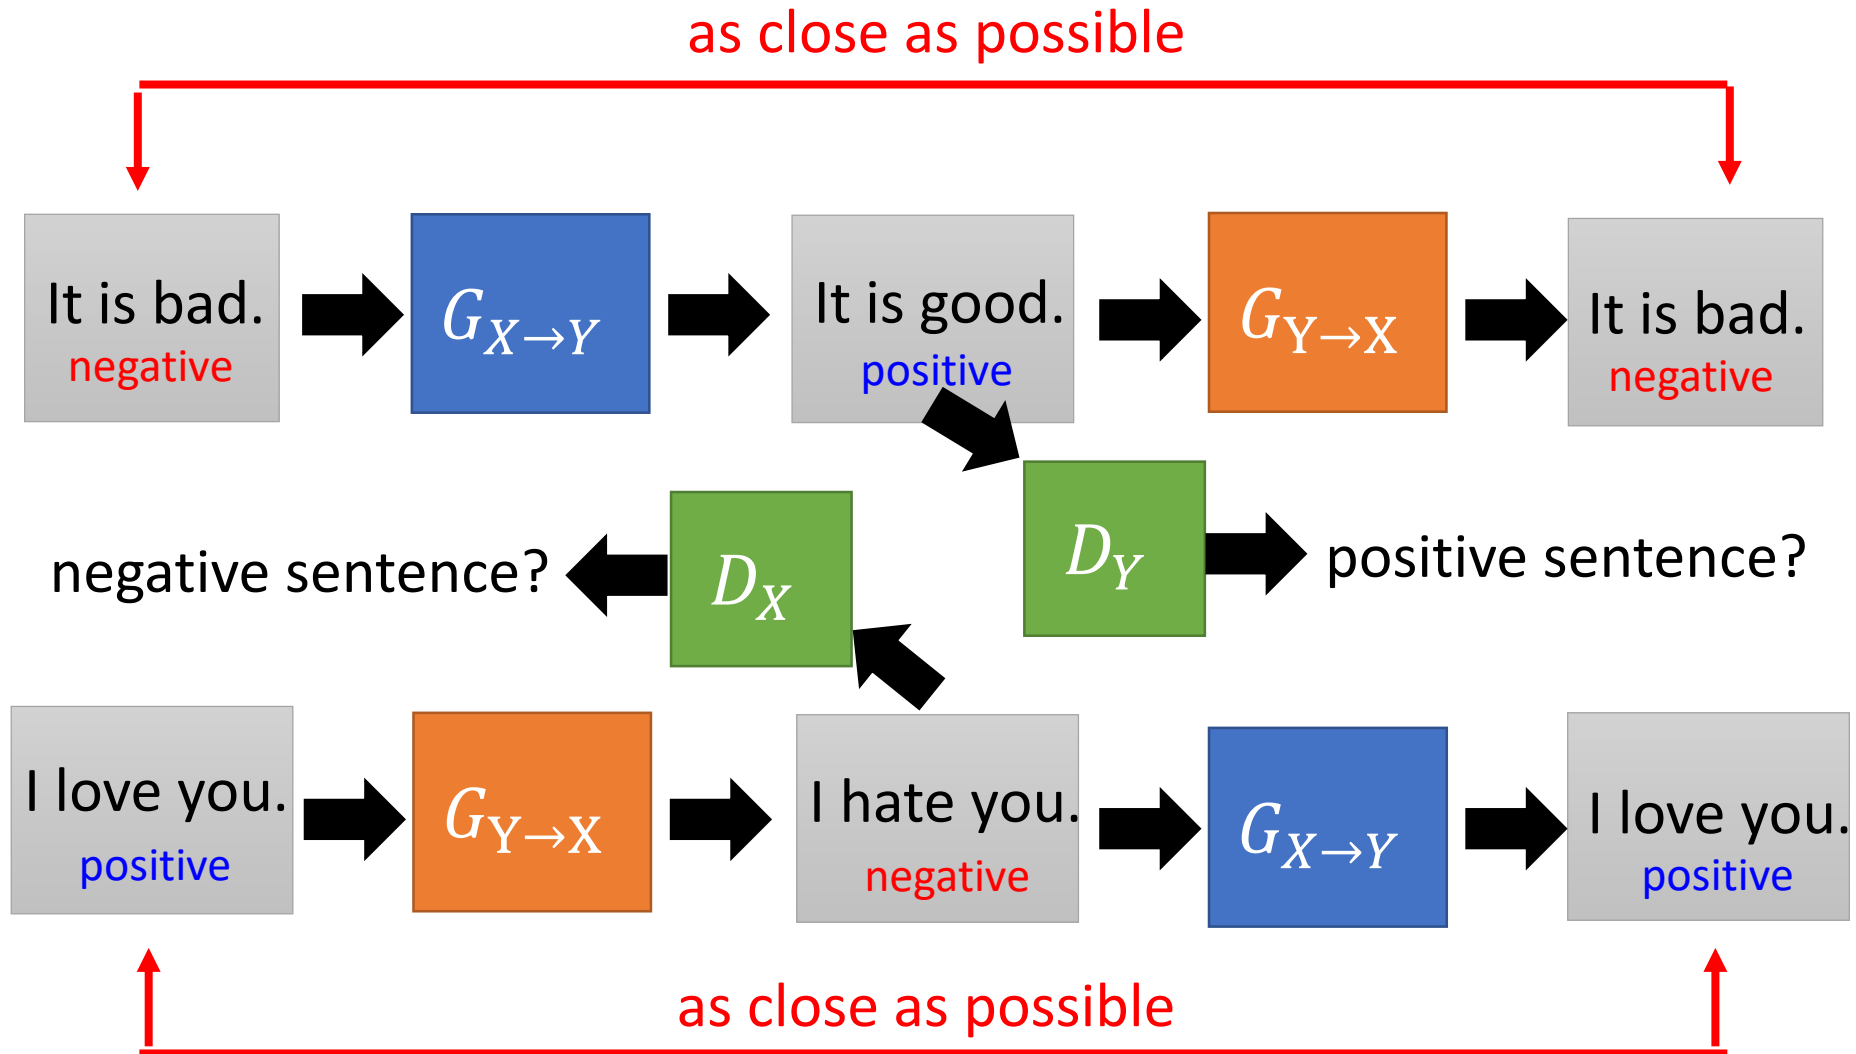 as close as possible
It is bad.
negative
G_{X→Y}
It is good.
positive
G_{Y→X}
It is bad.
negative
negative sentence?
D_X
D_Y
positive sentence?
I love you.
positive
G_{Y→X}
I hate you.
negative
G_{X→Y}
I love you.
positive
as close as possible